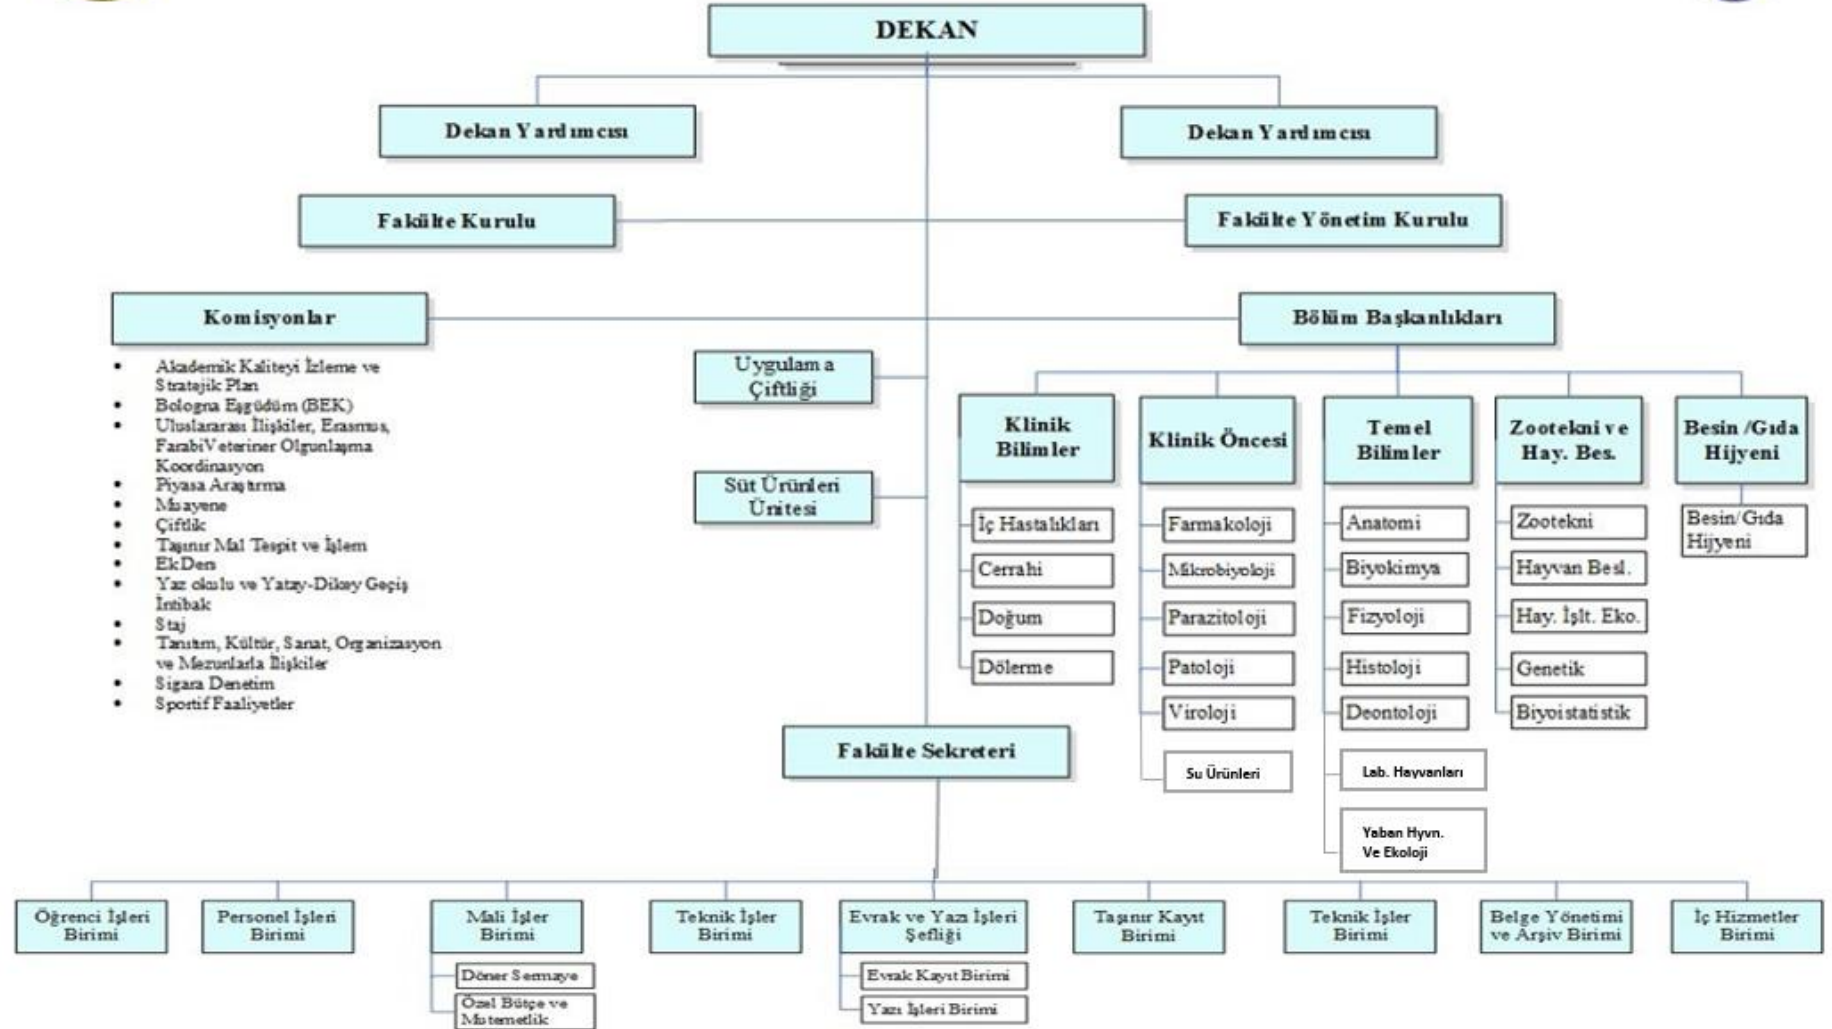 DEKAN
Dekan Yardımcısı
Dekan Yardımcısı
Fakülte Kurulu
Fakülte Yönetim Kurulu
Komisyonlar
Bölüm Başkanlıkları
• Akademik Kaliteyi İzleme ve
Stratejik Plan
• Bologna Eşgüdüm (BEK)
• Uluslararası İlişkiler, Erasmus,
FarabiVeteriner Olgunlaşma
Koordinasyon
• Piyasa Araştırma
• Muayene
• Çiftlik
• Taşınır Mal Tespit ve İşlem
• Ek Ders
• Yaz okulu ve Yatay-Dikey Geçiş
İntibak
• Staj
• Tanıtım, Kültür, Sanat, Organizasyon
ve Mezunlarla İlişkiler
• Sigara Denetim
• Sportif Faaliyetler
Uygulama
Çiftliği
Süt Ürünleri
Ünitesi
Klinik
Bilimler
İç Hastalıkları
Cerrahi
Doğum
Dölerme
Klinik Öncesi
Farmakoloji
Mikrobiyoloji
Parazitoloji
Patoloji
Viroloji
Su Ürünleri
Temel
Bilimler
Anatomi
Biyokimya
Fizyoloji
Histoloji
Deontoloji
Lab. Hayvanları
Yaban Hyvn.
Ve Ekoloji
Zootekni ve
Hay. Bes.
Zootekni
Hayvan Besl.
Hay. İşlt. Eko.
Genetik
Biyoistatistik
Besin /Gıda
Hijyeni
Besin/Gıda
Hijyeni
Fakülte Sekreteri
Öğrenci İşleri
Birimi
Personel İşleri
Birimi
Mali İşler
Birimi
Döner Sermaye
Özel Bütçe ve
Mutemetlik
Teknik İşler
Birimi
Evrak ve Yazı İşleri
Şefliği
Evrak Kayıt Birimi
Yazı İşleri Birimi
Taşınır Kayıt
Birimi
Teknik İşler
Birimi
Belge Yönetimi
ve Arşiv Birimi
İç Hizmetler
Birimi